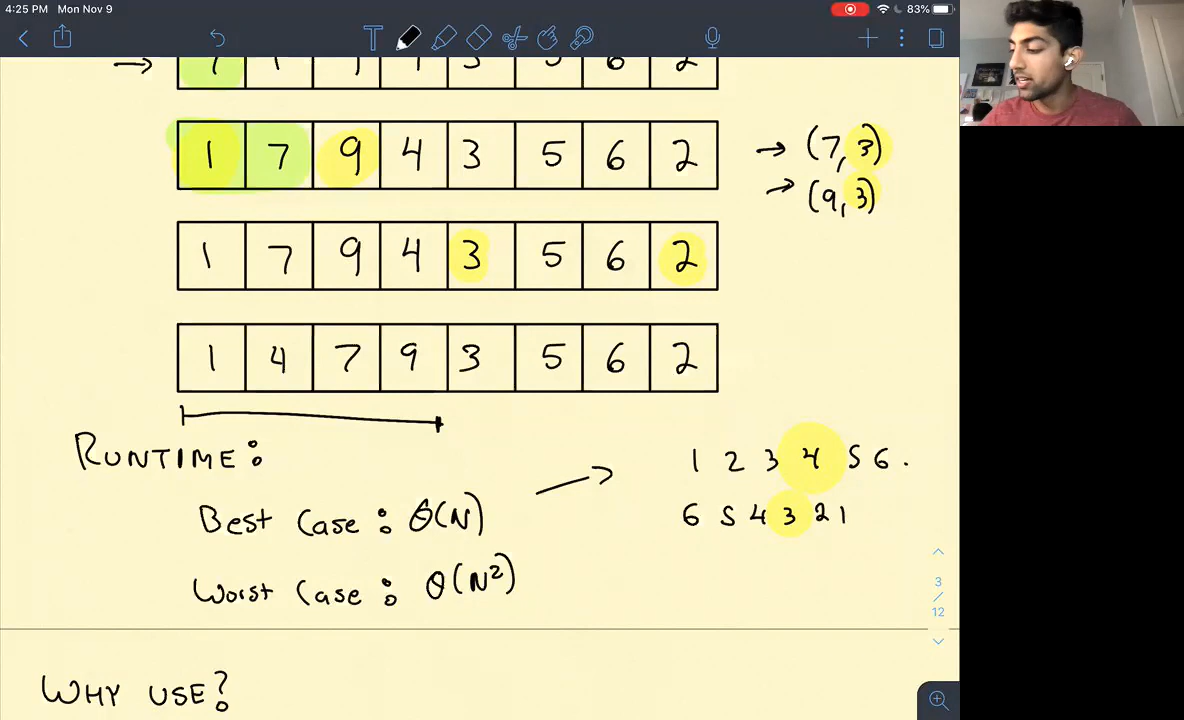 4:25 PM Mon Nov 9 83%
1 7 9 4 3 5 6 2 → (7, 3)
→ (9, 3)
1 7 9 4 3 5 6 2
1 4 7 9 3 5 6 2
RUNTIME:
1 2 3 4 5 6 .
Best Case: Θ(N) →
6 5 4 3 2 1
Worst Case: Θ(N²)
3
/
12
WHY USE?